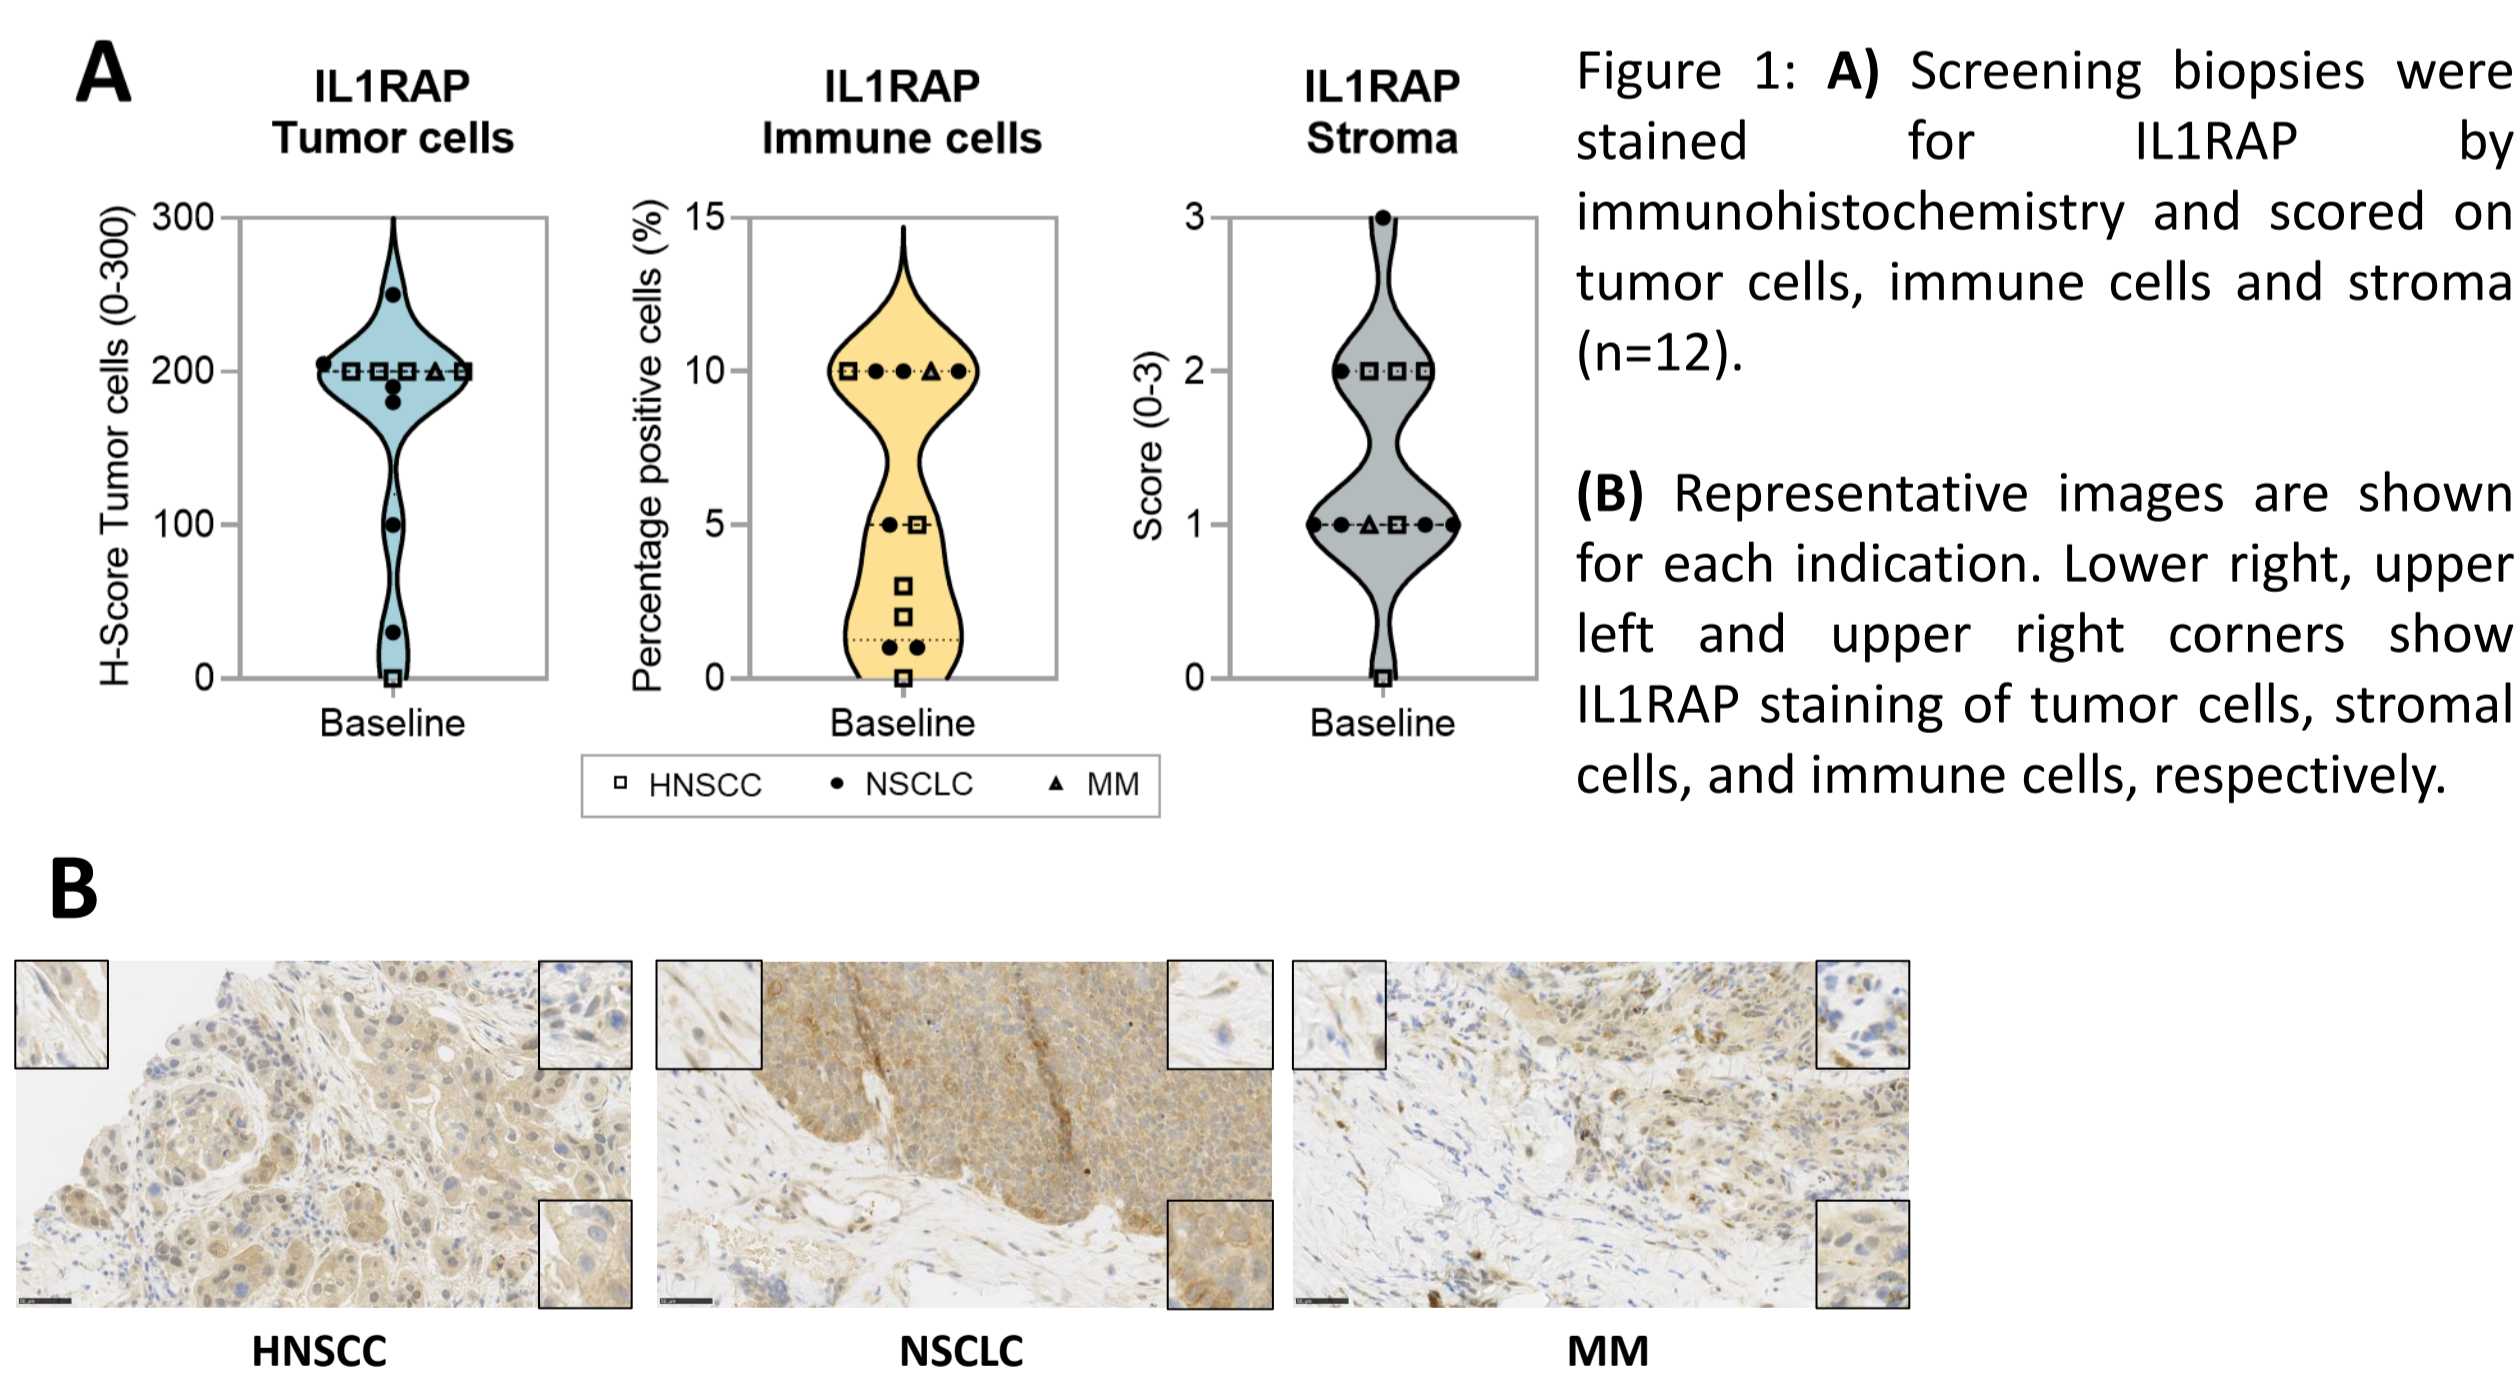 A
IL1RAP
Tumor cells
H-Score Tumor cells (0-300)
300
200
100
0
Baseline
IL1RAP
Immune cells
Percentage positive cells (%)
15
10
5
0
Baseline
IL1RAP
Stroma
Score (0-3)
3
2
1
0
Baseline
HNSCC NSCLC MM
Figure 1: A) Screening biopsies were
stained for IL1RAP by
immunohistochemistry and scored on
tumor cells, immune cells and stroma
(n=12).
(B) Representative images are shown
for each indication. Lower right, upper
left and upper right corners show
IL1RAP staining of tumor cells, stromal
cells, and immune cells, respectively.
B
HNSCC
NSCLC
MM